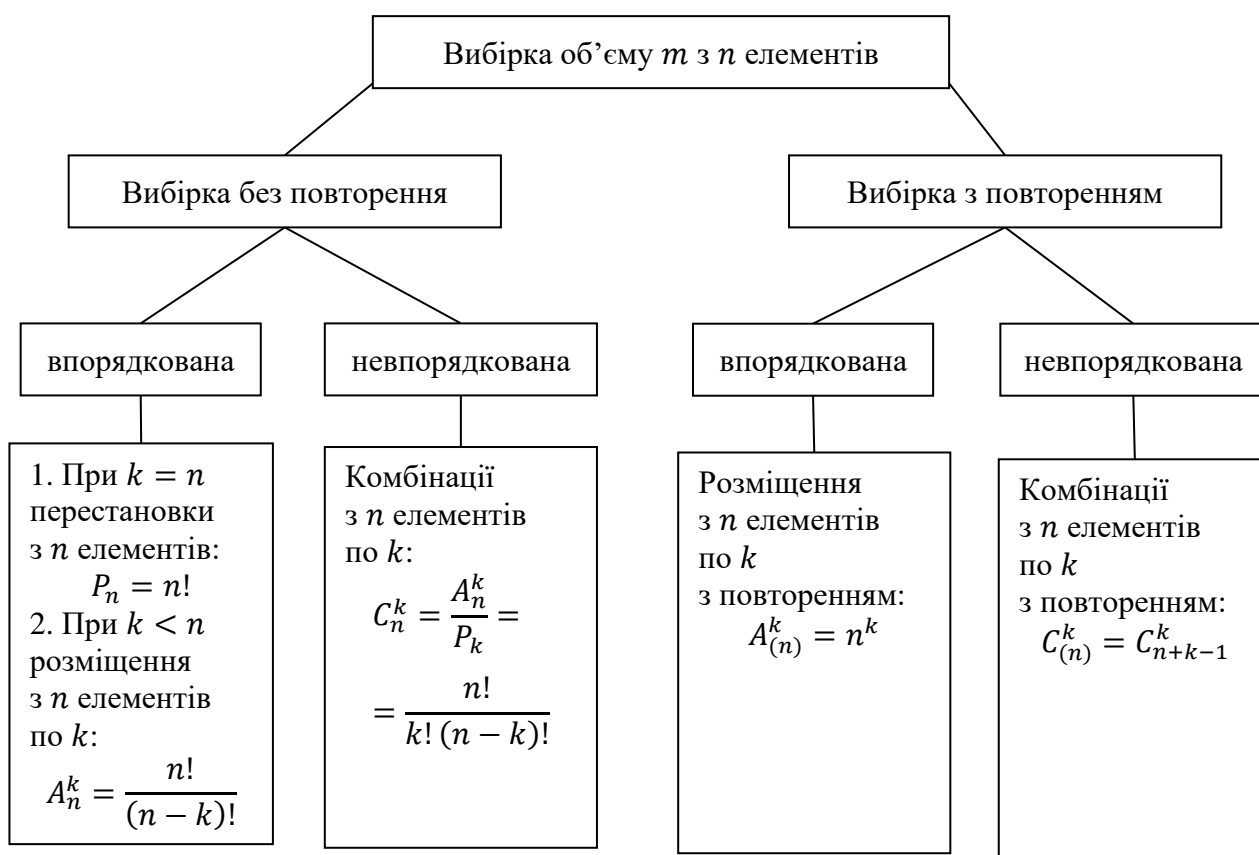 Вибірка об’єму m з n елементів
Вибірка без повторення
Вибірка з повторенням
впорядкована
невпорядкована
впорядкована
невпорядкована
1. При k = n
перестановки
з n елементів:
P_n = n!
2. При k < n
розміщення
з n елементів
по k:
A_n^k = n! / (n − k)!
Комбінації
з n елементів
по k:
C_n^k = A_n^k / P_k =
= n! / k! (n − k)!
Розміщення
з n елементів
по k
з повторенням:
A_(n)^k = n^k
Комбінації
з n елементів
по k
з повторенням:
C_(n)^k = C_{n+k−1}^k